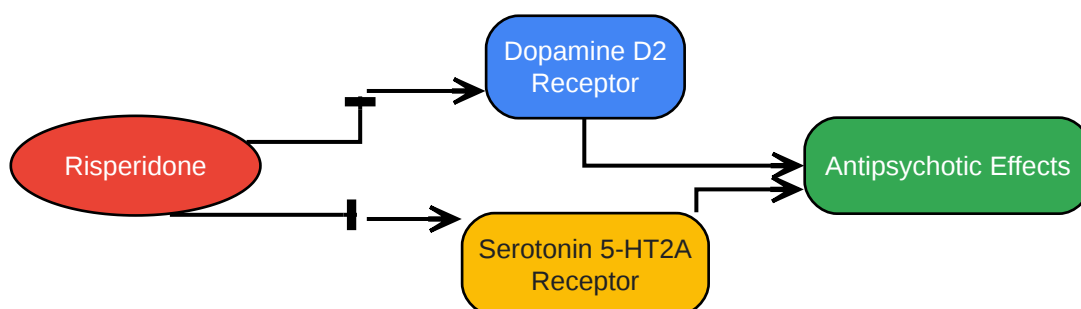 Dopamine D2
Receptor
Risperidone
Antipsychotic Effects
Serotonin 5-HT2A
Receptor